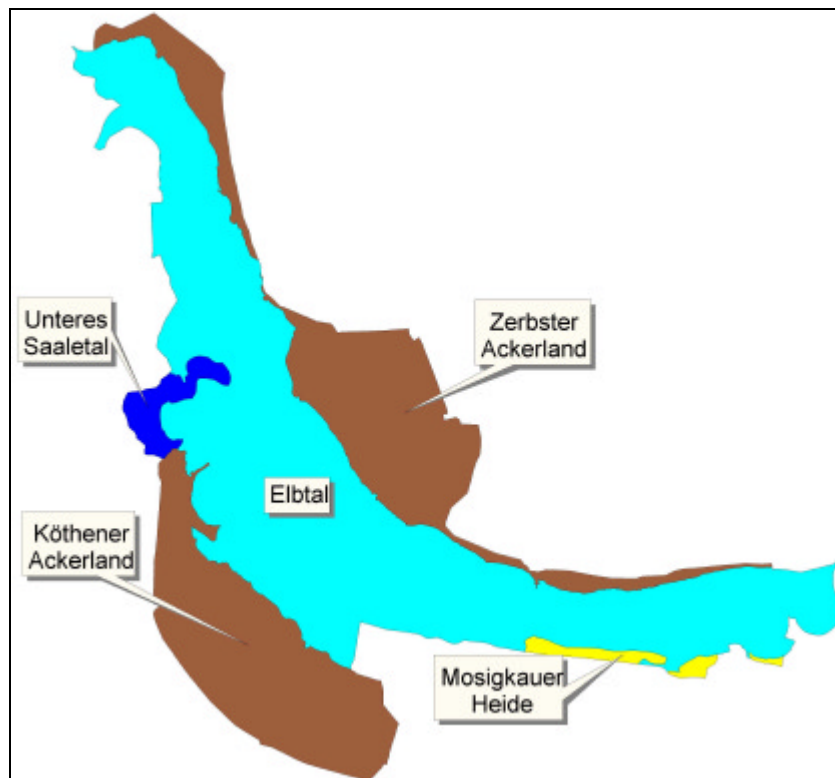 Unteres
Saaletal
Zerbster
Ackerland
Elbtal
Köthener
Ackerland
Mosigkauer
Heide